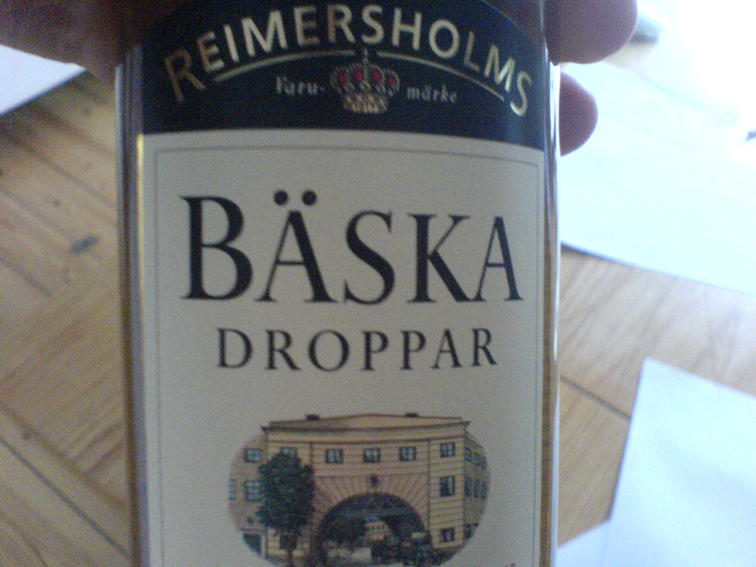 REIMERSHOLMS
Varu- märke
BÄSKA
DROPPAR